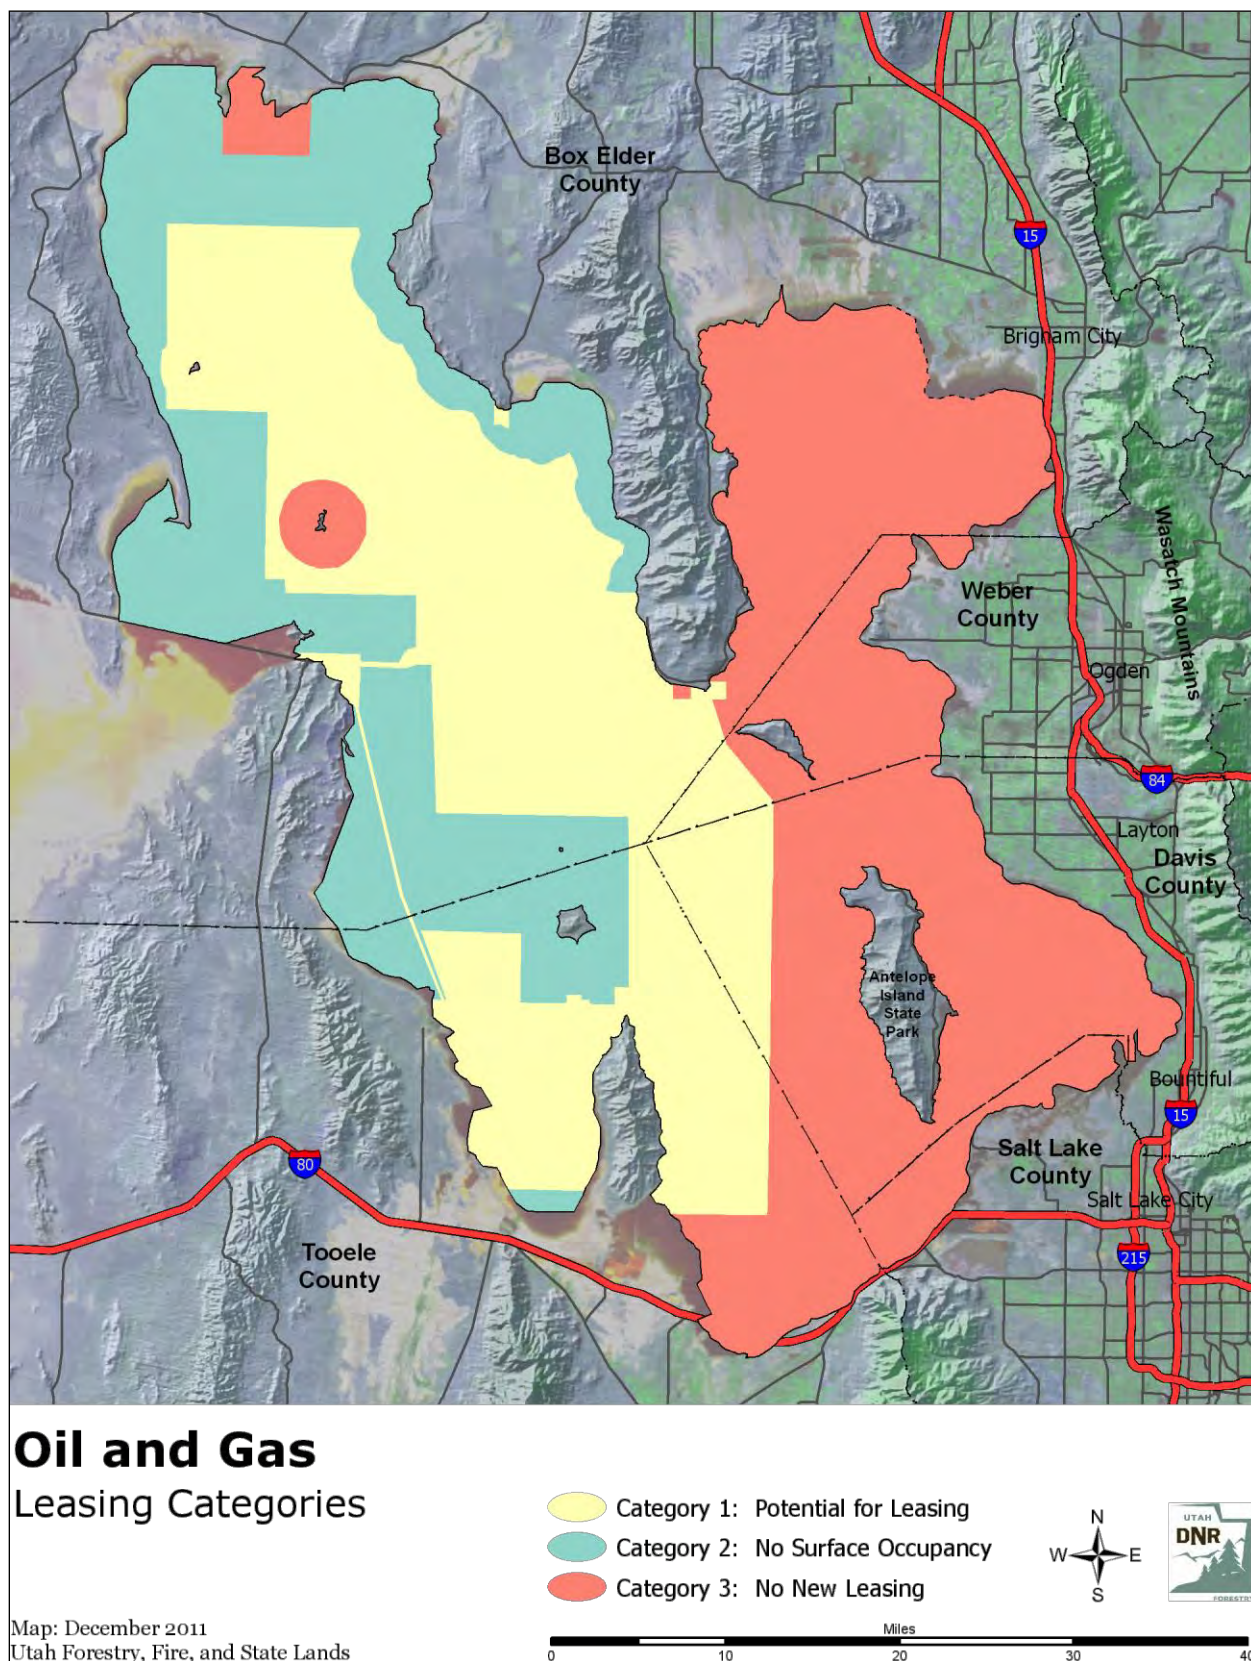 Box Elder
County
15
Brigham City
Wasatch Mountains
Weber
County
Ogden
84
Layton
Davis
County
Antelope
Island
State
Park
Bountiful
15
Salt Lake
County
80
Salt Lake City
Tooele
County
215
Oil and Gas
Leasing Categories
Category 1: Potential for Leasing
Category 2: No Surface Occupancy
Category 3: No New Leasing
N
W E
S
UTAH
DNR
FORESTRY
Map: December 2011
Utah Forestry, Fire, and State Lands
Miles
0 10 20 30 40